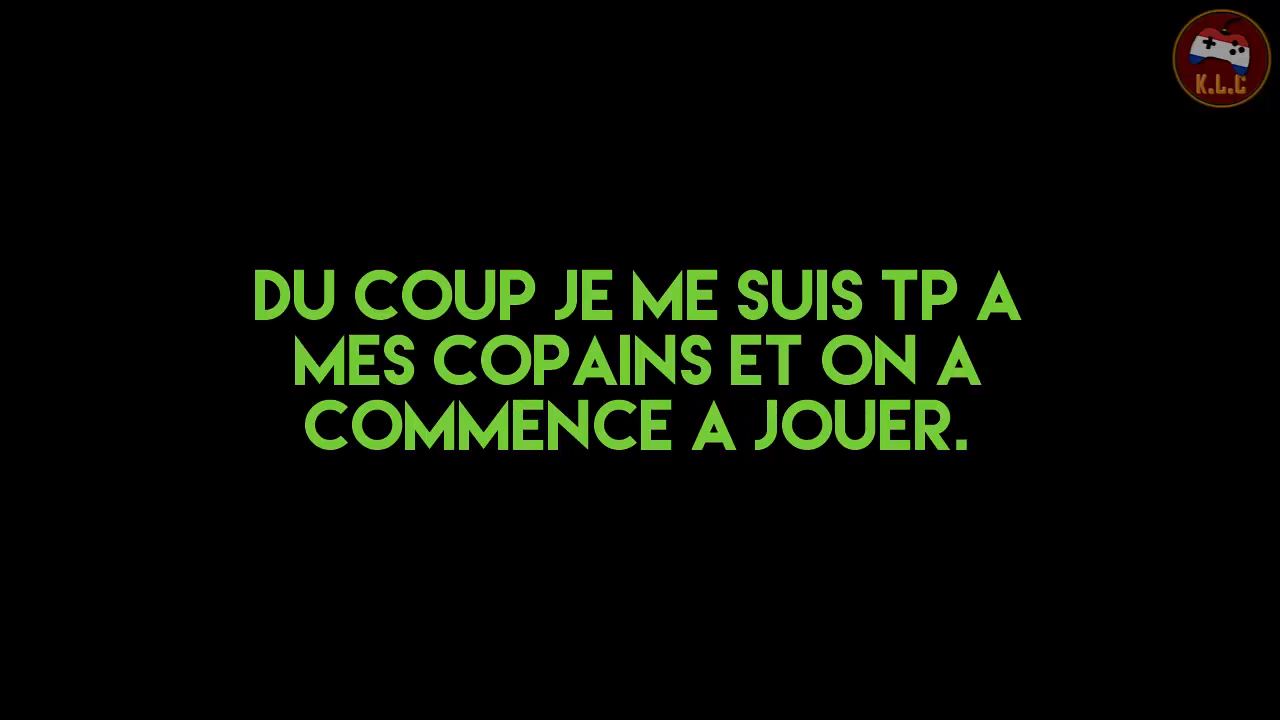 K.L.C
DU COUP JE ME SUIS TP A
MES COPAINS ET ON A
COMMENCE A JOUER.